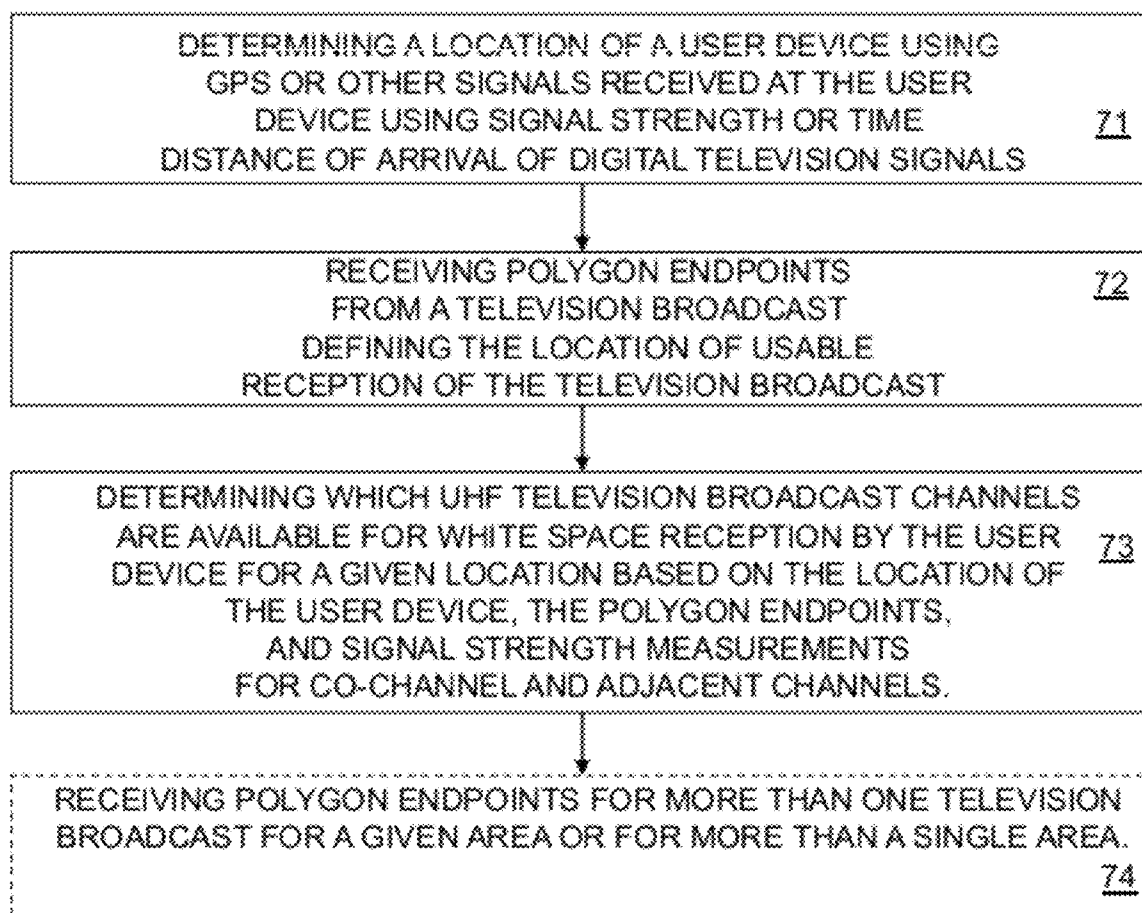 DETERMINING A LOCATION OF A USER DEVICE USING
GPS OR OTHER SIGNALS RECEIVED AT THE USER
DEVICE USING SIGNAL STRENGTH OR TIME
DISTANCE OF ARRIVAL OF DIGITAL TELEVISION SIGNALS
71
RECEIVING POLYGON ENDPOINTS
FROM A TELEVISION BROADCAST
DEFINING THE LOCATION OF USABLE
RECEPTION OF THE TELEVISION BROADCAST
72
DETERMINING WHICH UHF TELEVISION BROADCAST CHANNELS
ARE AVAILABLE FOR WHITE SPACE RECEPTION BY THE USER
DEVICE FOR A GIVEN LOCATION BASED ON THE LOCATION OF
THE USER DEVICE, THE POLYGON ENDPOINTS,
AND SIGNAL STRENGTH MEASUREMENTS
FOR CO-CHANNEL AND ADJACENT CHANNELS.
73
RECEIVING POLYGON ENDPOINTS FOR MORE THAN ONE TELEVISION
BROADCAST FOR A GIVEN AREA OR FOR MORE THAN A SINGLE AREA.
74